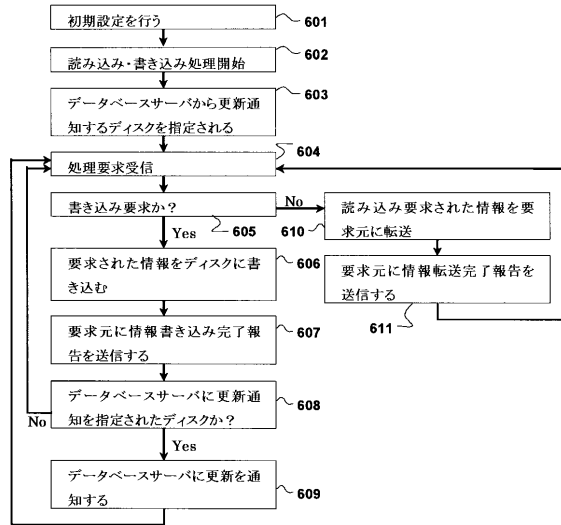 初期設定を行う
601
読み込み・書き込み処理開始
602
データベースサーバから更新通
知するディスクを指定される
603
処理要求受信
604
書き込み要求か？
605
No
Yes
読み込み要求された情報を要
求元に転送
610
要求元に情報転送完了報告を
送信する
611
要求された情報をディスクに書
き込む
606
要求元に情報書き込み完了報
告を送信する
607
データベースサーバに更新通
知を指定されたディスクか？
608
No
Yes
データベースサーバに更新を通
知する
609